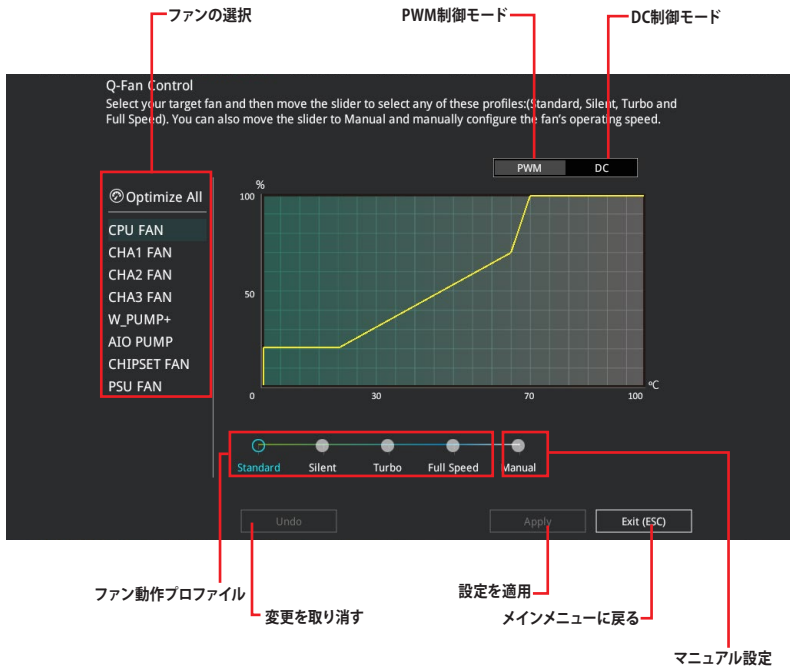 ファンの選択
PWM制御モード
DC制御モード
Q-Fan Control
Select your target fan and then move the slider to select any of these profiles:(Standard, Silent, Turbo and
Full Speed). You can also move the slider to Manual and manually configure the fan's operating speed.
PWM DC
Optimize All
CPU FAN
CHA1 FAN
CHA2 FAN
CHA3 FAN
W_PUMP+
AIO PUMP
CHIPSET FAN
PSU FAN
%
100
50
0 30 70 100
ºC
Standard Silent Turbo Full Speed Manual
Undo Apply Exit (ESC)
ファン動作プロファイル
変更を取り消す
設定を適用
メインメニューに戻る
マニュアル設定